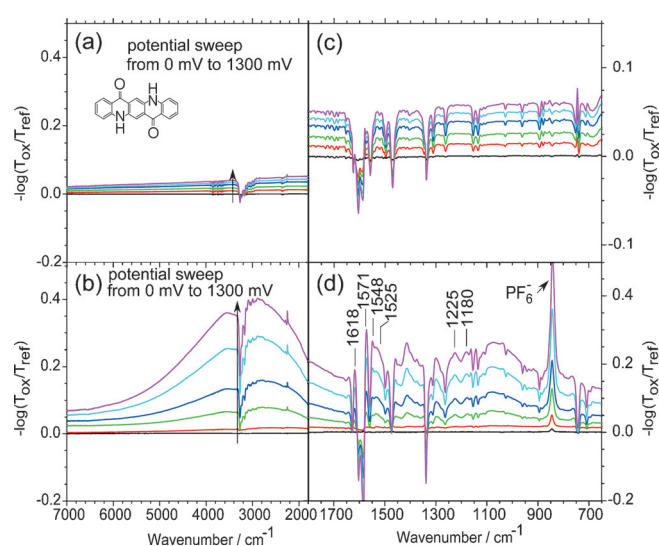 (a)
potential sweep
from 0 mV to 1300 mV
O
H
N
N
H
O
-log(T_ox/T_ref)
0.4
0.2
0.0
-0.2
(c)
0.1
0.0
-0.1
-log(T_ox/T_ref)
(b)
potential sweep
from 0 mV to 1300 mV
-log(T_ox/T_ref)
0.4
0.2
0.0
-0.2
7000 6000 5000 4000 3000 2000
Wavenumber / cm⁻¹
(d)
1618
1571
1548
1525
1225
1180
PF₆⁻
0.4
0.2
0.0
-0.2
-log(T_ox/T_ref)
1700 1500 1300 1100 900 700
Wavenumber / cm⁻¹